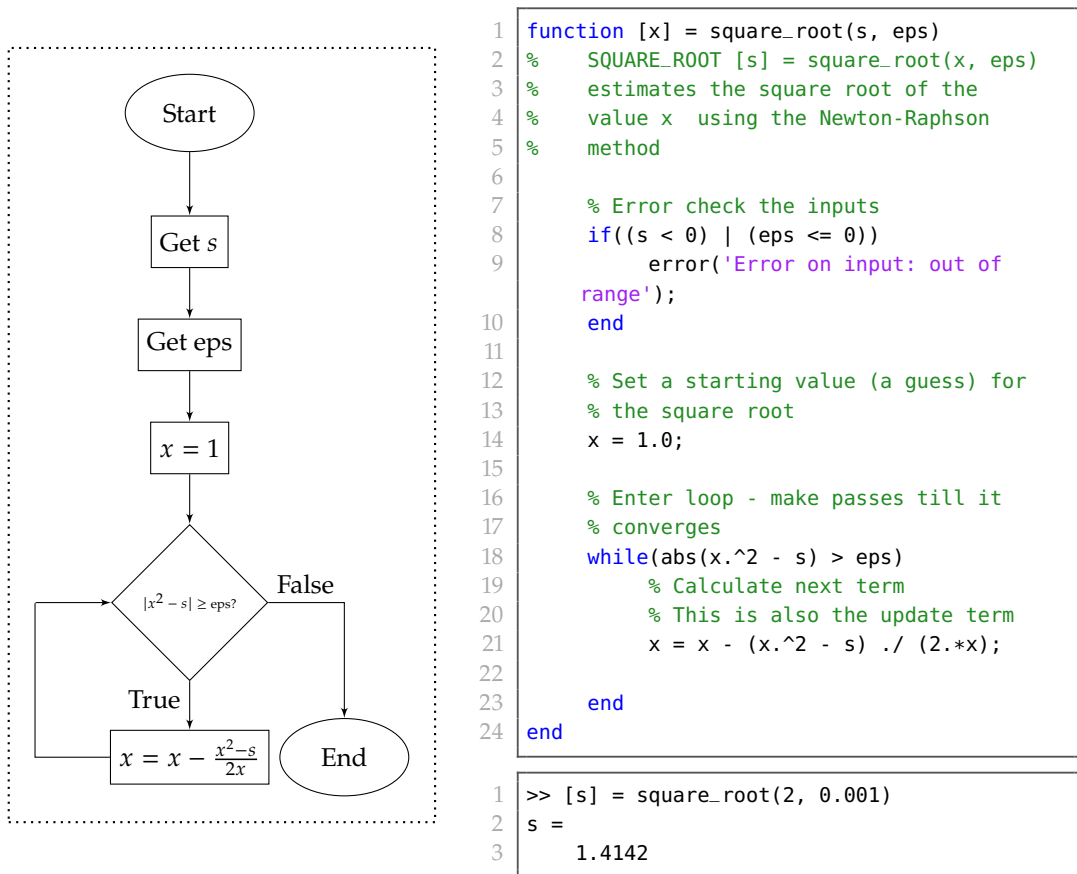 Start
Get s
Get eps
x = 1
|x² − s| ≥ eps?
False
True
x = x − \frac{x²−s}{2x}
End
1 function [x] = square_root(s, eps)
2 %    SQUARE_ROOT [s] = square_root(x, eps)
3 %    estimates the square root of the
4 %    value x  using the Newton-Raphson
5 %    method
6
7      % Error check the inputs
8      if((s < 0) | (eps <= 0))
9           error('Error on input: out of
     range');
10      end
11
12      % Set a starting value (a guess) for
13      % the square root
14      x = 1.0;
15
16      % Enter loop - make passes till it
17      % converges
18      while(abs(x.^2 - s) > eps)
19           % Calculate next term
20           % This is also the update term
21           x = x - (x.^2 - s) ./ (2.*x);
22
23      end
24 end
1 >> [s] = square_root(2, 0.001)
2 s =
3     1.4142